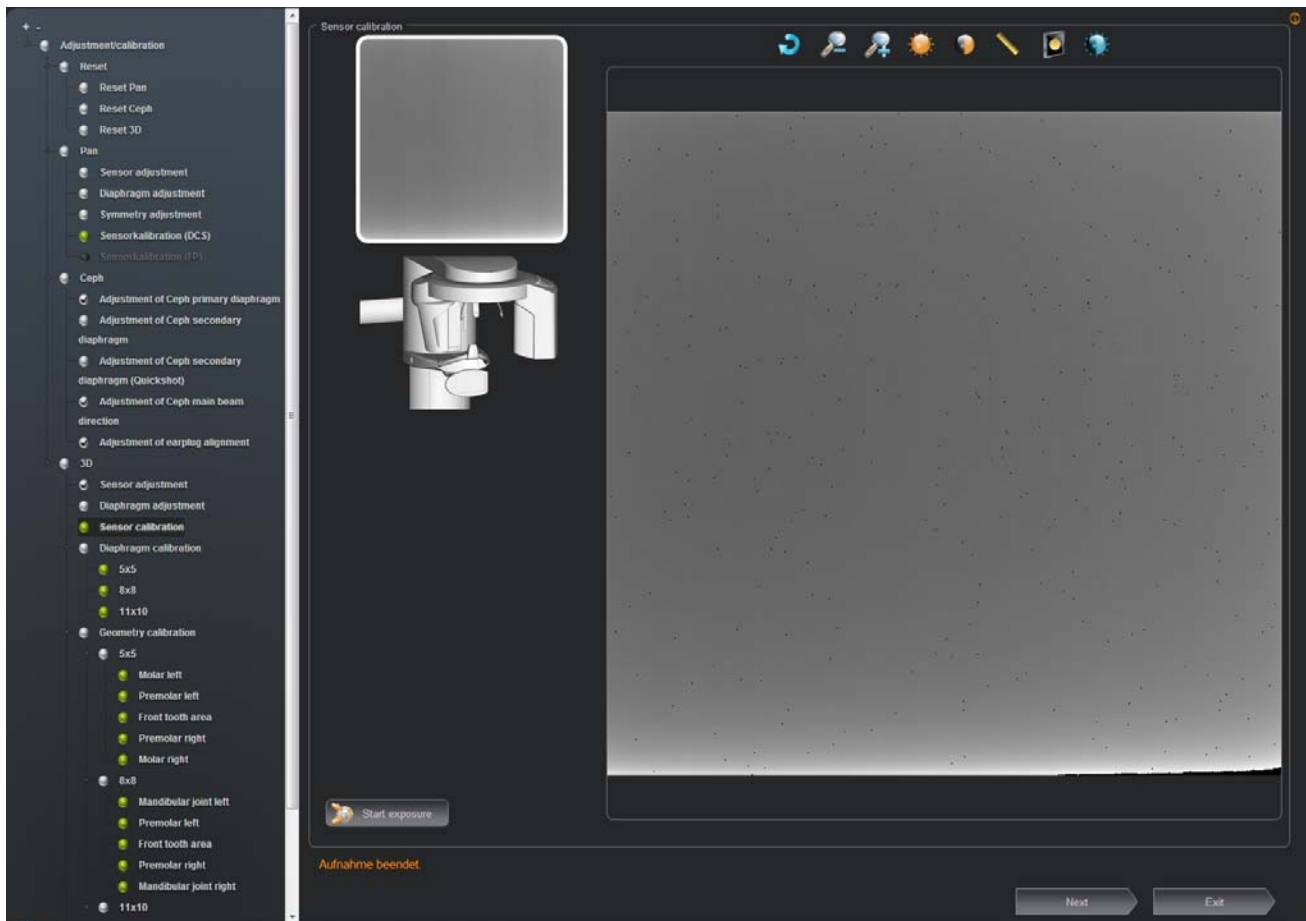 + -
Adjustment/calibration
Reset
Reset Pan
Reset Ceph
Reset 3D
Pan
Sensor adjustment
Diaphragm adjustment
Symmetry adjustment
Sensorkalibration (DCS)
Sensorkalibration (FP)
Ceph
Adjustment of Ceph primary diaphragm
Adjustment of Ceph secondary
diaphragm
Adjustment of Ceph secondary
diaphragm (Quickshot)
Adjustment of Ceph main beam
direction
Adjustment of earplug alignment
3D
Sensor adjustment
Diaphragm adjustment
Sensor calibration
Diaphragm calibration
5x5
8x8
11x10
Geometry calibration
5x5
Molar left
Premolar left
Front tooth area
Premolar right
Molar right
8x8
Mandibular joint left
Premolar left
Front tooth area
Premolar right
Mandibular joint right
11x10
Sensor calibration
Start exposure
Aufnahme beendet.
Next
Exit